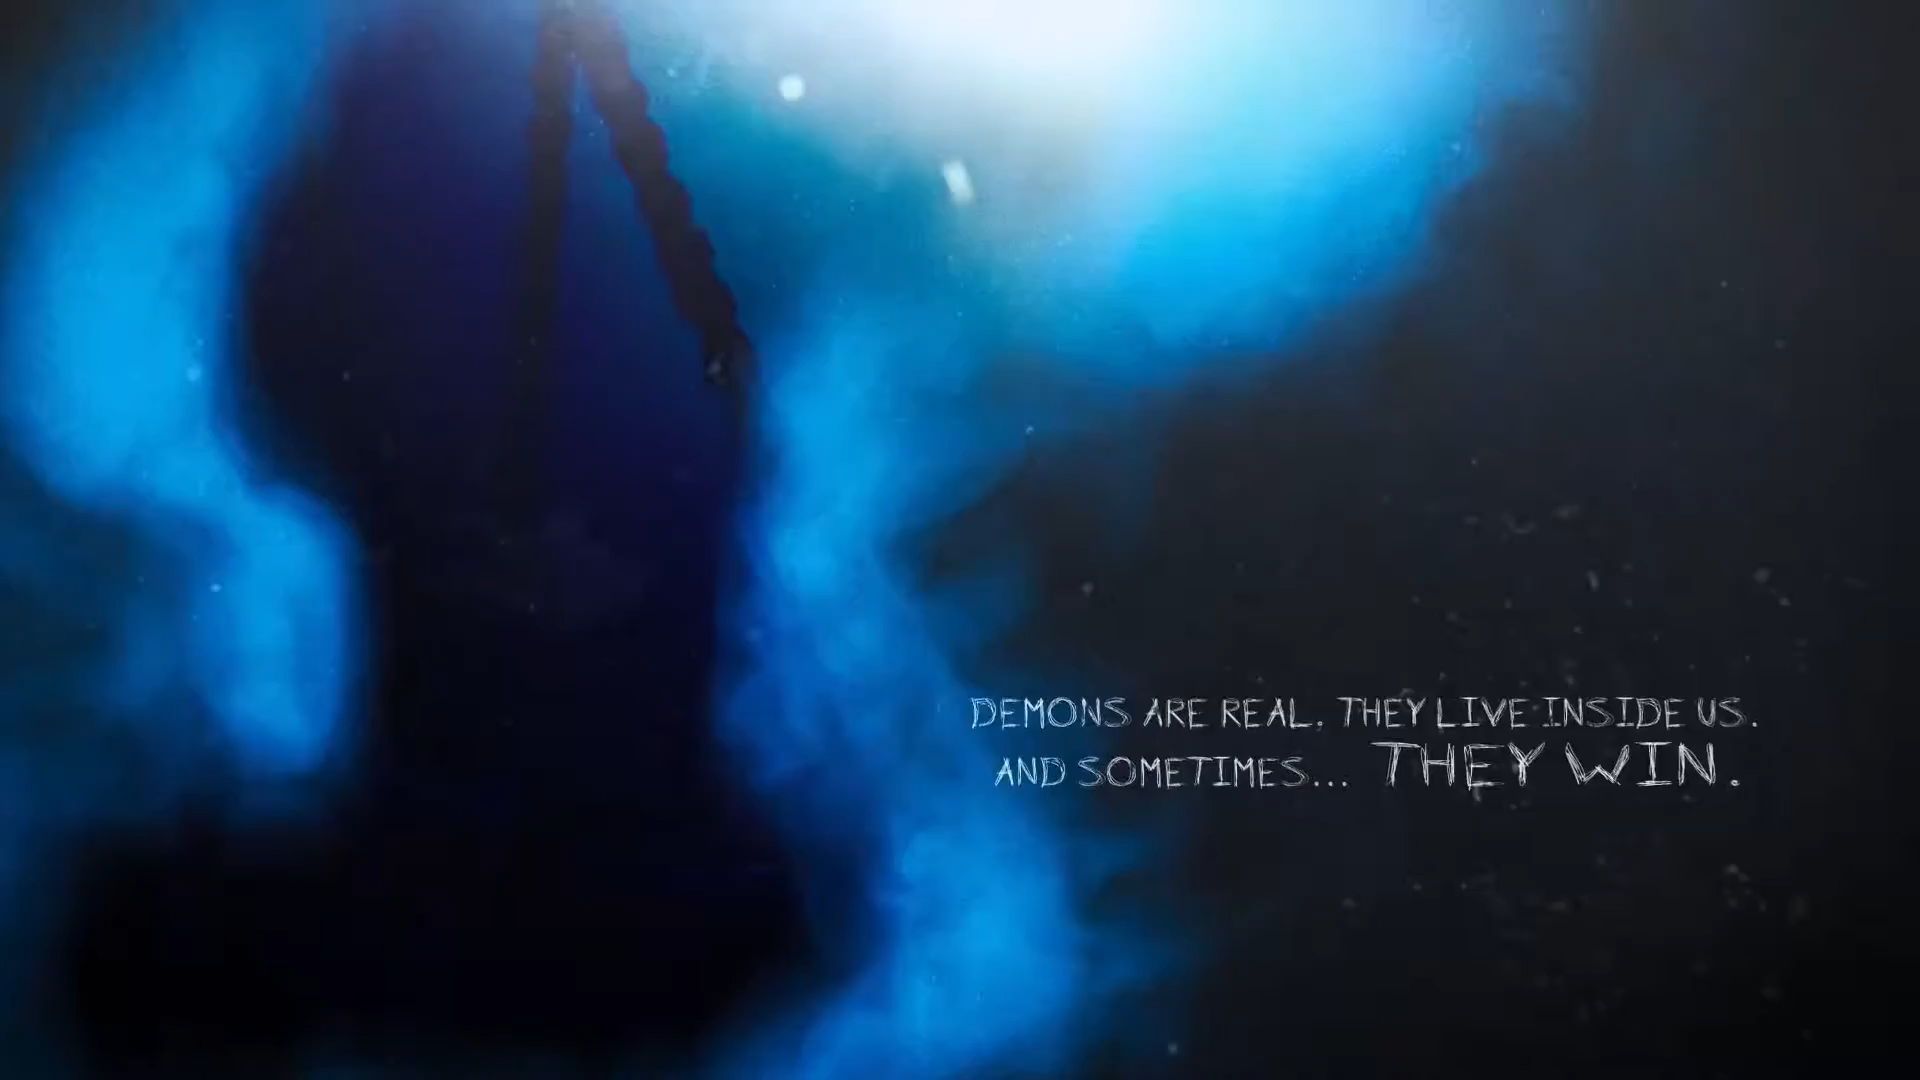 DEMONS ARE REAL. THEY LIVE INSIDE US.
AND SOMETIMES... THEY WIN.